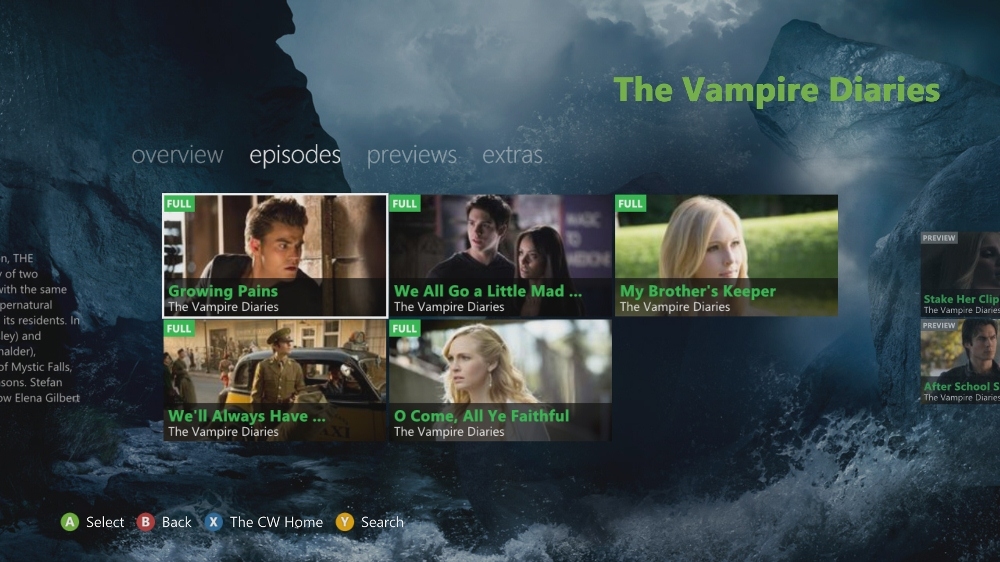 The Vampire Diaries
overview episodes previews extras
n, THE
y of two
with the same
pernatural
its residents. In
ley) and
halder),
of Mystic Falls,
sons. Stefan
ow Elena Gilbert
FULL
Growing Pains
The Vampire Diaries
FULL
We All Go a Little Mad ...
The Vampire Diaries
FULL
My Brother's Keeper
The Vampire Diaries
FULL
We'll Always Have ...
The Vampire Diaries
FULL
O Come, All Ye Faithful
The Vampire Diaries
PREVIEW
Stake Her Clip
The Vampire Diaries
PREVIEW
After School S
The Vampire Diaries
A Select B Back X The CW Home Y Search